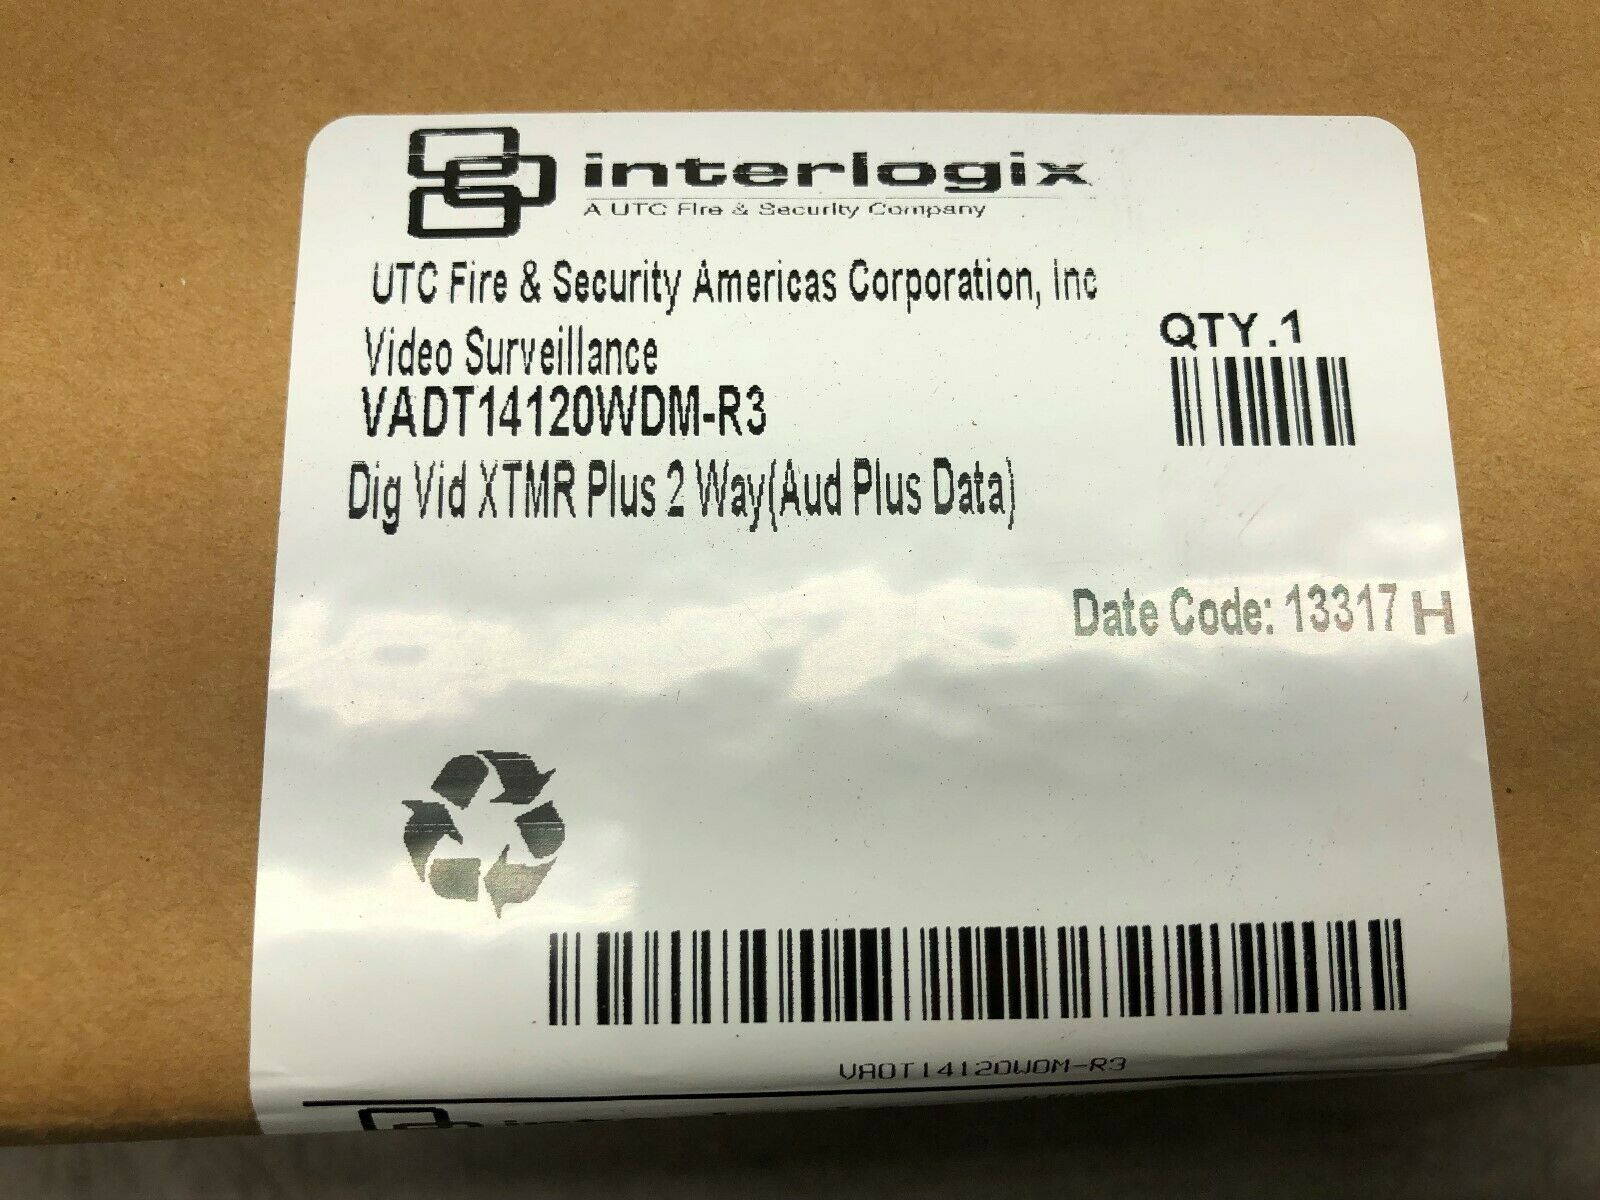 interlogix
A UTC Fire & Security Company
UTC Fire & Security Americas Corporation, Inc
Video Surveillance
QTY.1
VADT14120WDM-R3
Dig Vid XTMR Plus 2 Way(Aud Plus Data)
Date Code: 13317 H
VADT14120WDM-R3